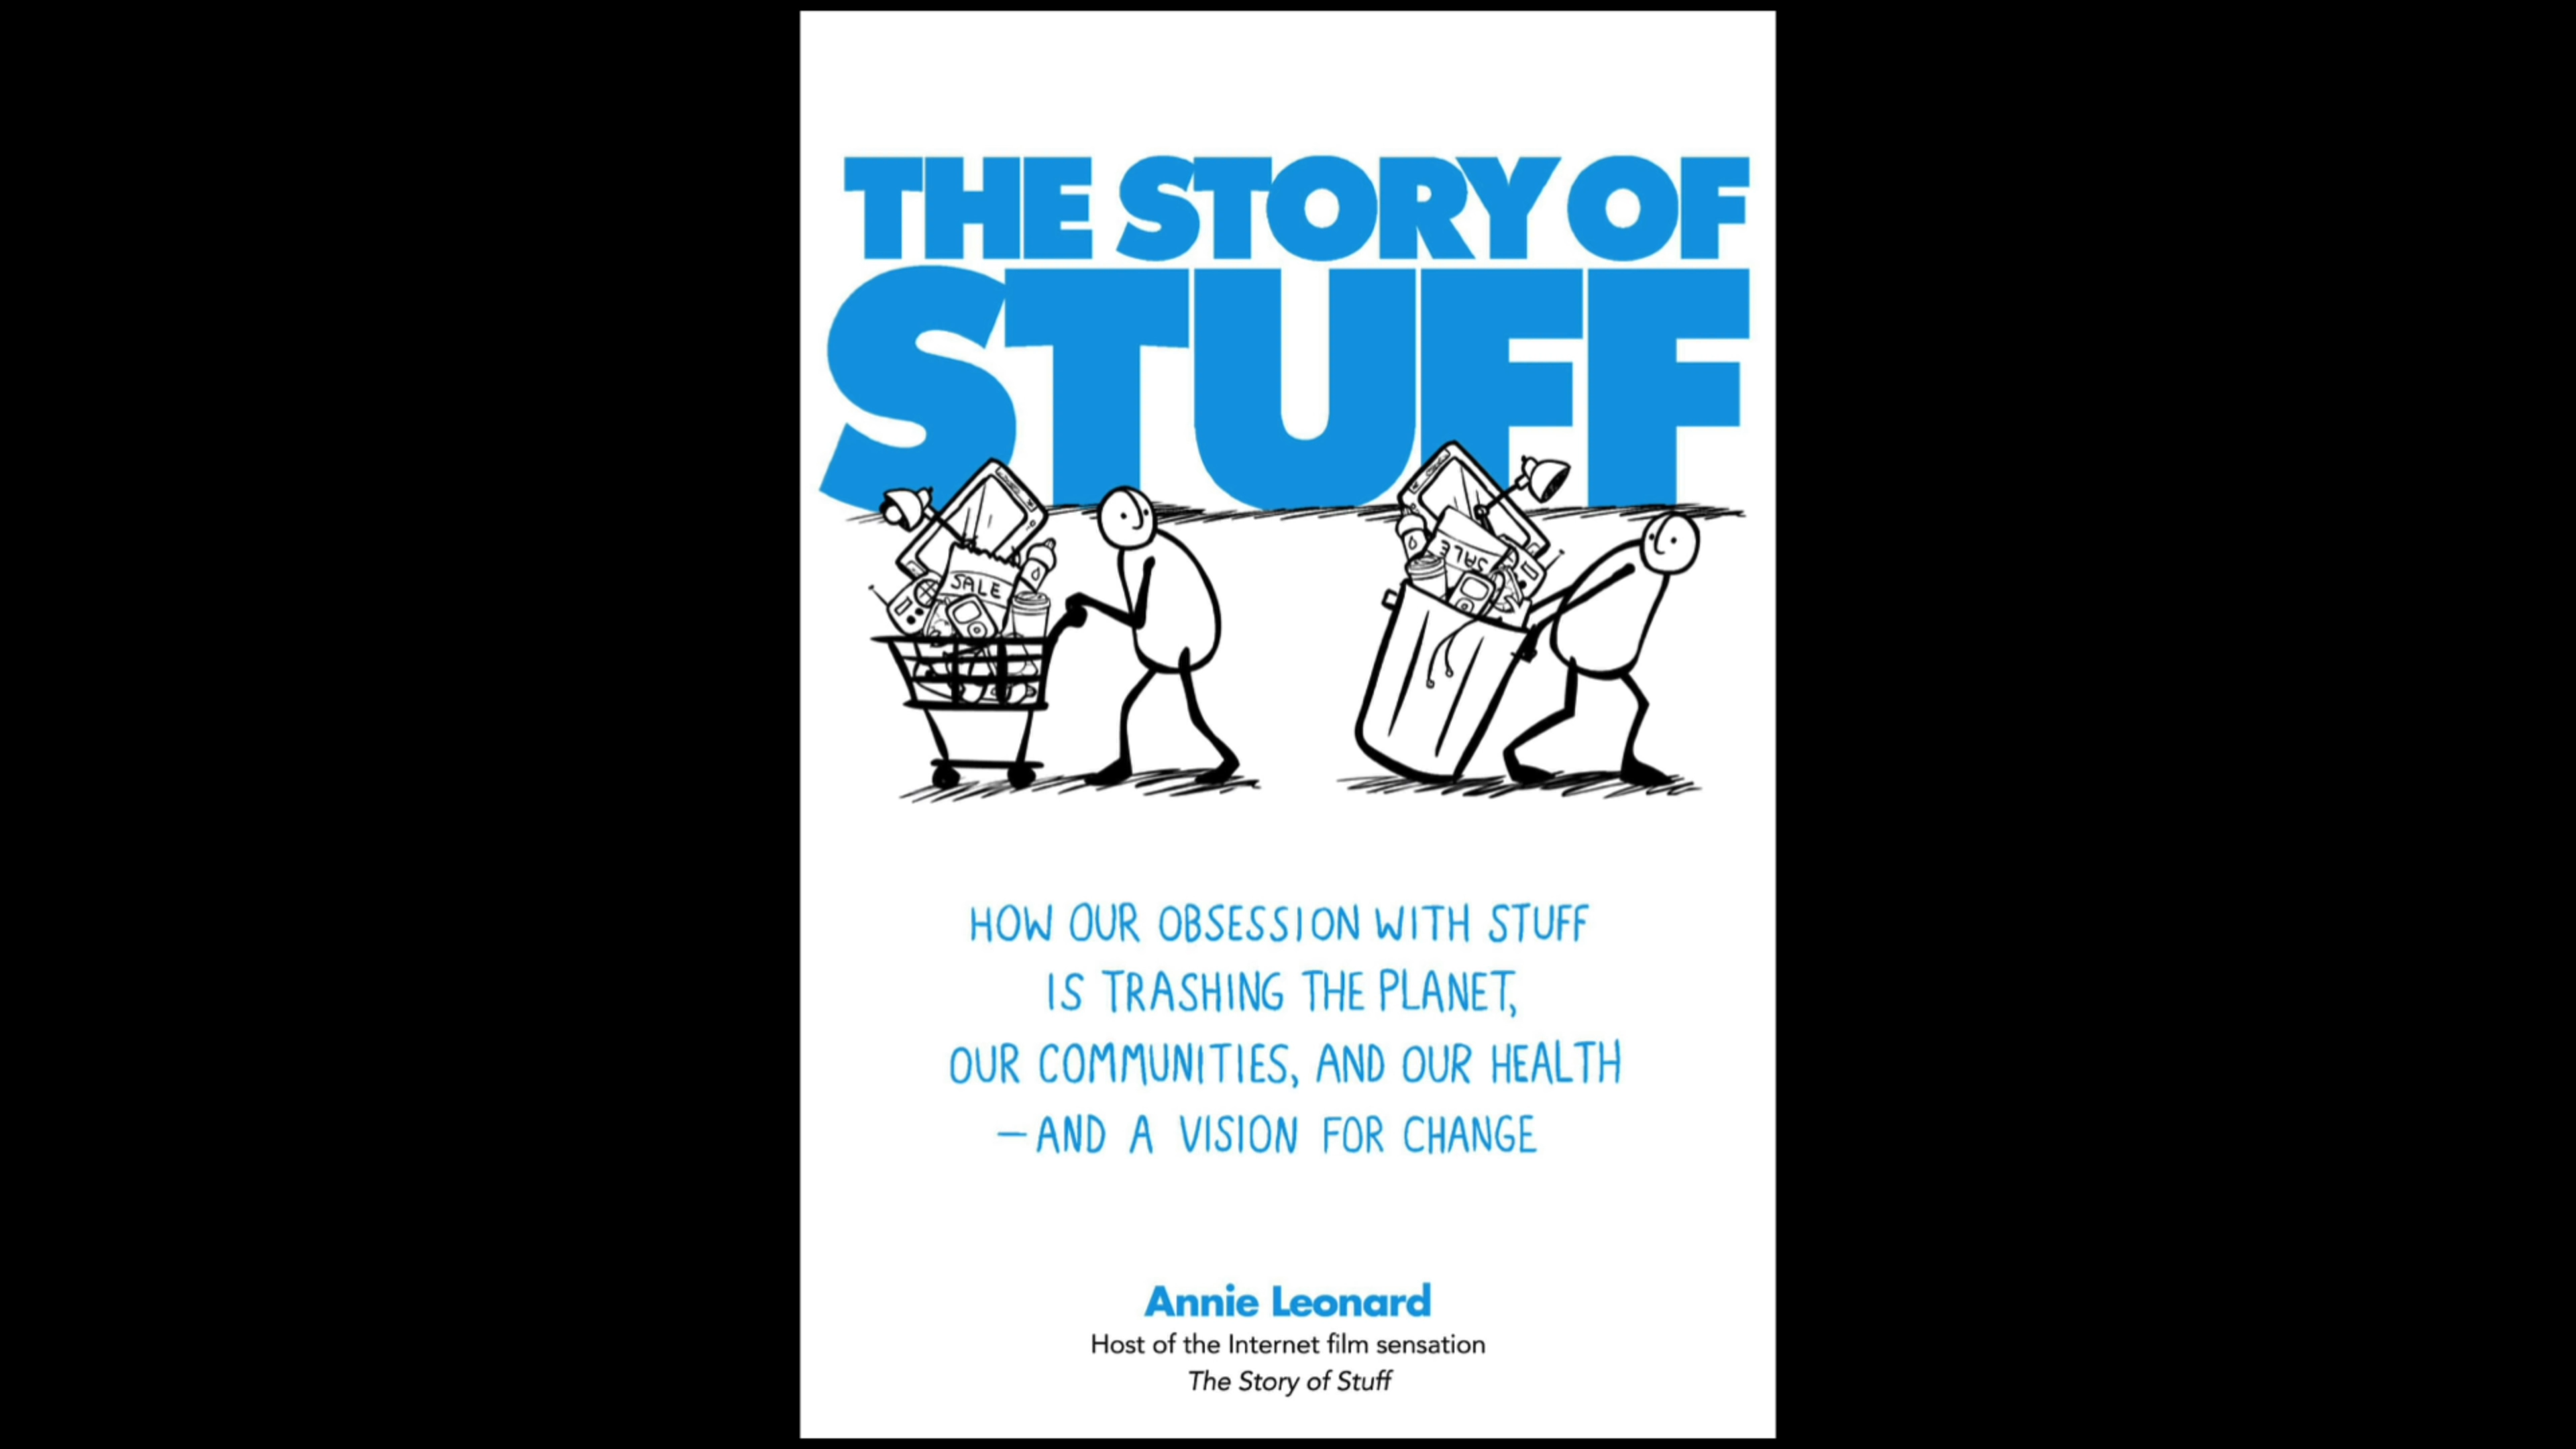 THE STORY OF
STUFF
SALE
SALE
HOW OUR OBSESSION WITH STUFF
IS TRASHING THE PLANET,
OUR COMMUNITIES, AND OUR HEALTH
—AND A VISION FOR CHANGE
Annie Leonard
Host of the Internet film sensation
The Story of Stuff